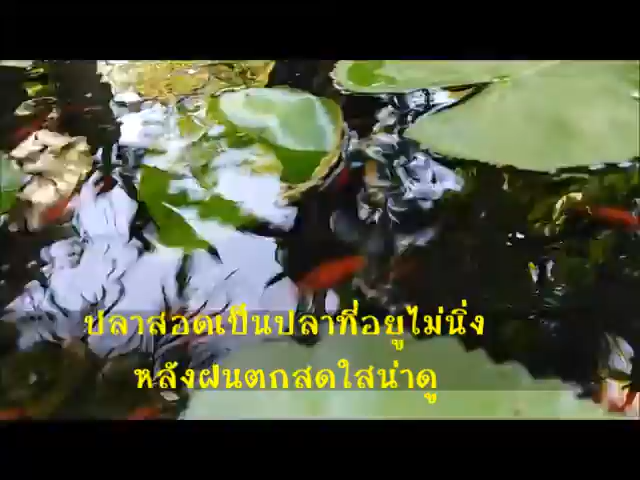 ปลาสอดเป็นปลาที่อยู่ไม่นิ่ง
หลังฝนตกสดใสน่าดู